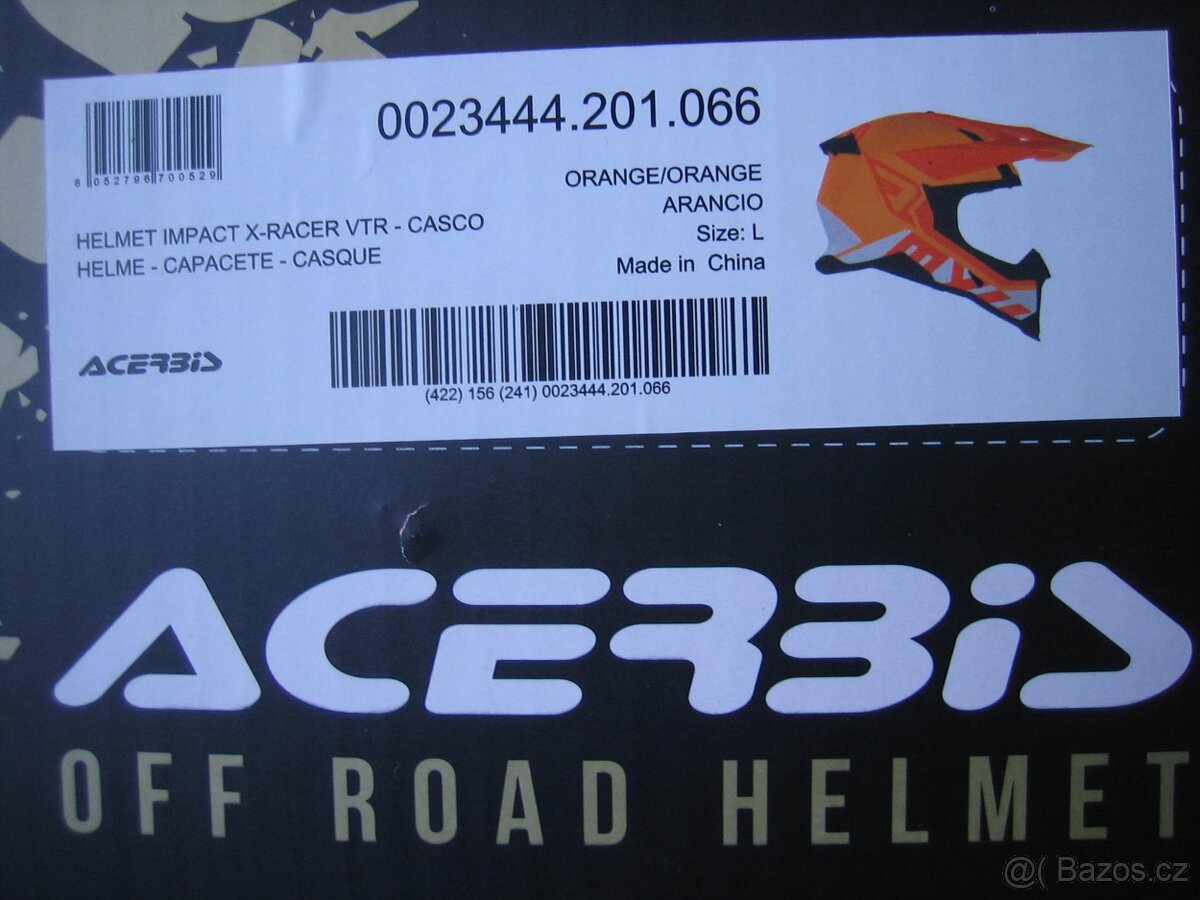 8 052796 700529
0023444.201.066
ORANGE/ORANGE
ARANCIO
Size: L
Made in China
HELMET IMPACT X-RACER VTR - CASCO
HELME - CAPACETE - CASQUE
ACERBIS
(422) 156 (241) 0023444.201.066
ACERBIS
OFF ROAD HELMET
@( Bazos.cz